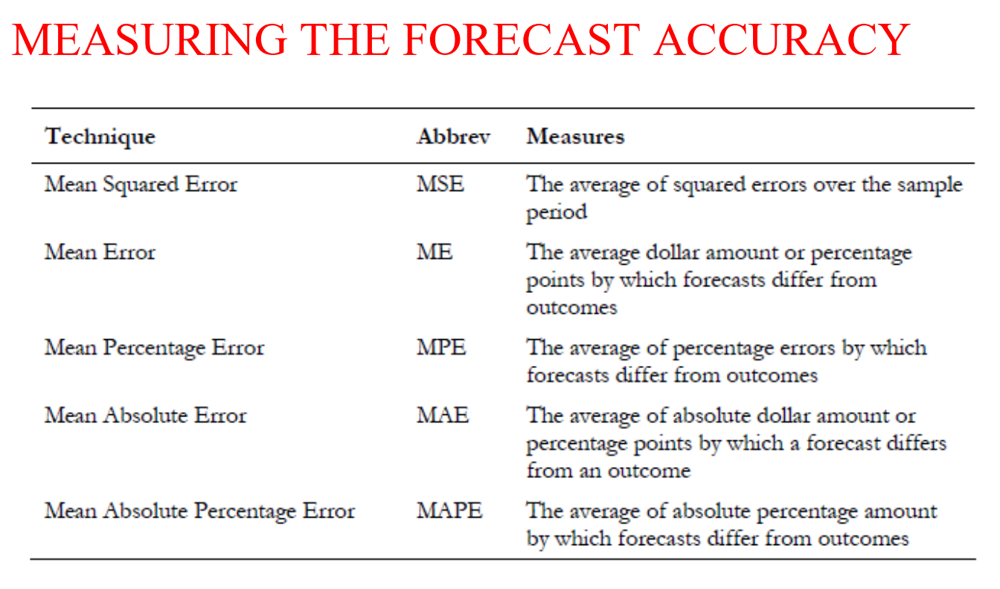 MEASURING THE FORECAST ACCURACY
Technique Abbrev Measures
Mean Squared Error MSE The average of squared errors over the sample
period
Mean Error ME The average dollar amount or percentage
points by which forecasts differ from
outcomes
Mean Percentage Error MPE The average of percentage errors by which
forecasts differ from outcomes
Mean Absolute Error MAE The average of absolute dollar amount or
percentage points by which a forecast differs
from an outcome
Mean Absolute Percentage Error MAPE The average of absolute percentage amount
by which forecasts differ from outcomes